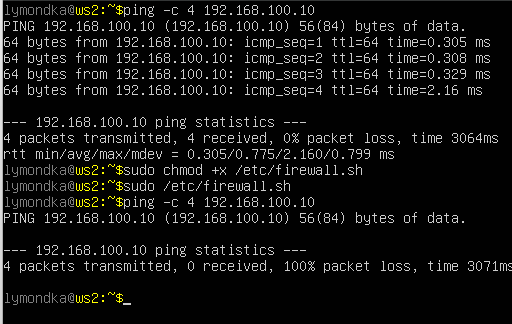 lymondka@ws2:~$ping -c 4 192.168.100.10
PING 192.168.100.10 (192.168.100.10) 56(84) bytes of data.
64 bytes from 192.168.100.10: icmp_seq=1 ttl=64 time=0.305 ms
64 bytes from 192.168.100.10: icmp_seq=2 ttl=64 time=0.308 ms
64 bytes from 192.168.100.10: icmp_seq=3 ttl=64 time=0.329 ms
64 bytes from 192.168.100.10: icmp_seq=4 ttl=64 time=2.16 ms
--- 192.168.100.10 ping statistics ---
4 packets transmitted, 4 received, 0% packet loss, time 3064ms
rtt min/avg/max/mdev = 0.305/0.775/2.160/0.799 ms
lymondka@ws2:~$sudo chmod +x /etc/firewall.sh
lymondka@ws2:~$sudo /etc/firewall.sh
lymondka@ws2:~$ping -c 4 192.168.100.10
PING 192.168.100.10 (192.168.100.10) 56(84) bytes of data.
--- 192.168.100.10 ping statistics ---
4 packets transmitted, 0 received, 100% packet loss, time 3071ms
lymondka@ws2:~$_